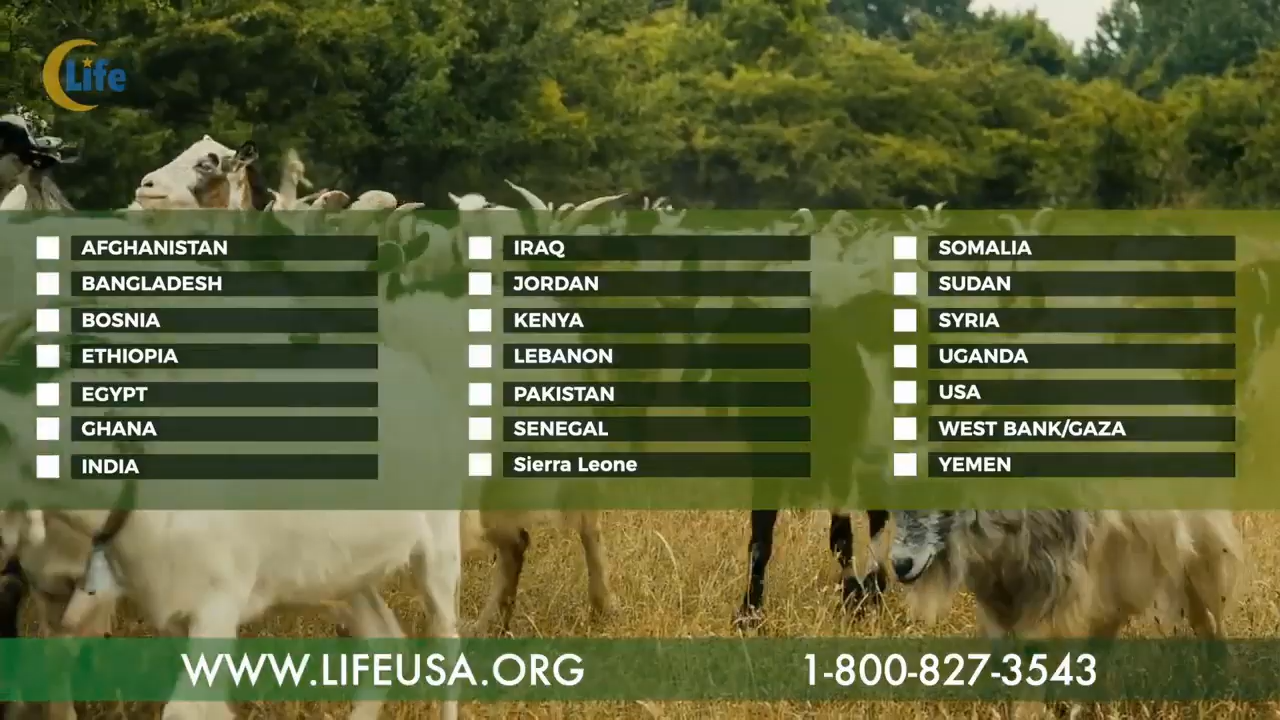 Life
AFGHANISTAN
BANGLADESH
BOSNIA
ETHIOPIA
EGYPT
GHANA
INDIA
IRAQ
JORDAN
KENYA
LEBANON
PAKISTAN
SENEGAL
Sierra Leone
SOMALIA
SUDAN
SYRIA
UGANDA
USA
WEST BANK/GAZA
YEMEN
WWW.LIFEUSA.ORG
1-800-827-3543